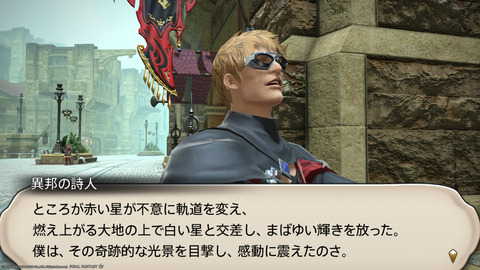 異邦の詩人
ところが赤い星が不意に軌道を変え、
燃え上がる大地の上で白い星と交差し、まばゆい輝きを放った。
僕は、その奇跡的な光景を目撃し、感動に震えたのさ。